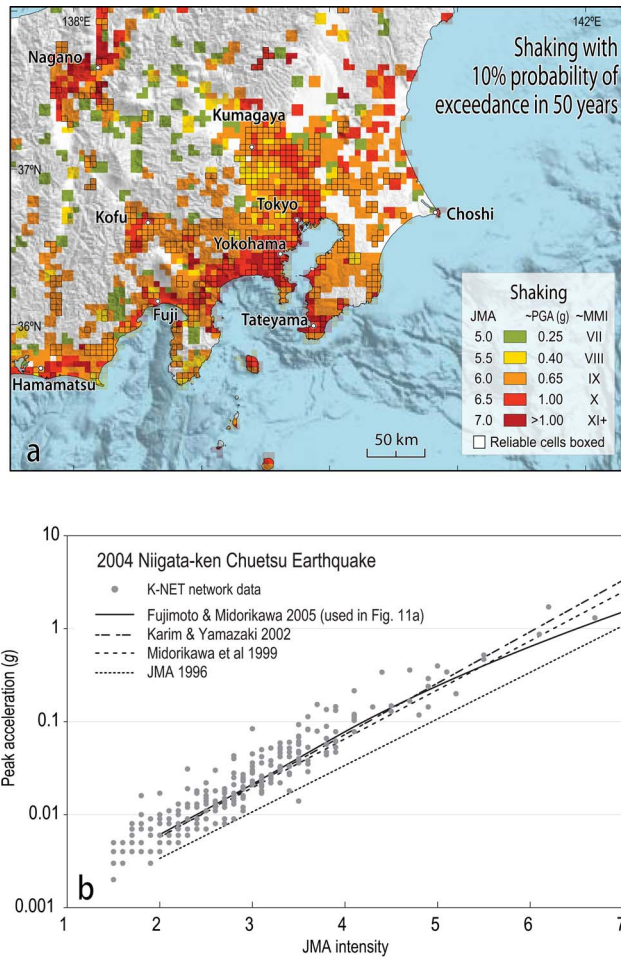 138°E
142°E
Nagano
Shaking with
10% probability of
exceedance in 50 years
Kumagaya
37°N
Kofu
Tokyo
Choshi
Yokohama
Fuji
Tateyama
36°N
Hamamatsu
Shaking
JMA ~PGA (g) ~MMI
5.0 0.25 VII
5.5 0.40 VIII
6.0 0.65 IX
6.5 1.00 X
7.0 >1.00 XI+
Reliable cells boxed
50 km
a
10
1
0.1
0.01
0.001
Peak acceleration (g)
2004 Niigata-ken Chuetsu Earthquake
K-NET network data
Fujimoto & Midorikawa 2005 (used in Fig. 11a)
Karim & Yamazaki 2002
Midorikawa et al 1999
JMA 1996
b
1 2 3 4 5 6 7
JMA intensity